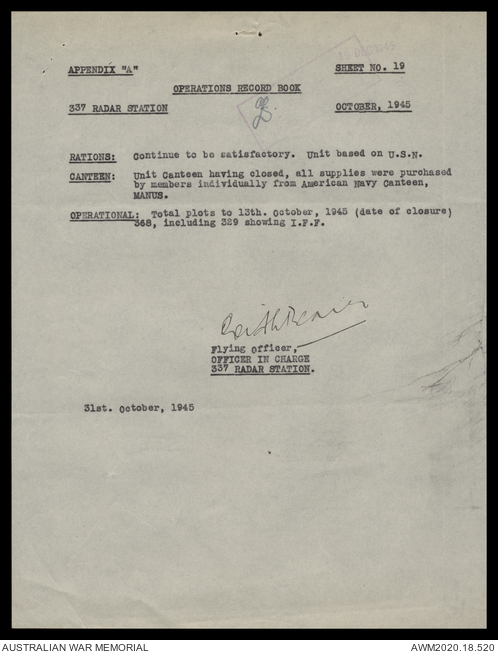 APPENDIX "A" SHEET NO. 19
OPERATIONS RECORD BOOK
337 RADAR STATION OCTOBER, 1945
RATIONS: Continue to be satisfactory. Unit based on U.S.N.
CANTEEN: Unit Canteen having closed, all supplies were purchased
by members individually from American Navy Canteen,
MANUS.
OPERATIONAL: Total plots to 13th. October, 1945 (date of closure)
368, including 329 showing I.F.F.
Flying Officer,
OFFICER IN CHARGE
337 RADAR STATION.
31st. October, 1945
AUSTRALIAN WAR MEMORIAL AWM2020.18.520